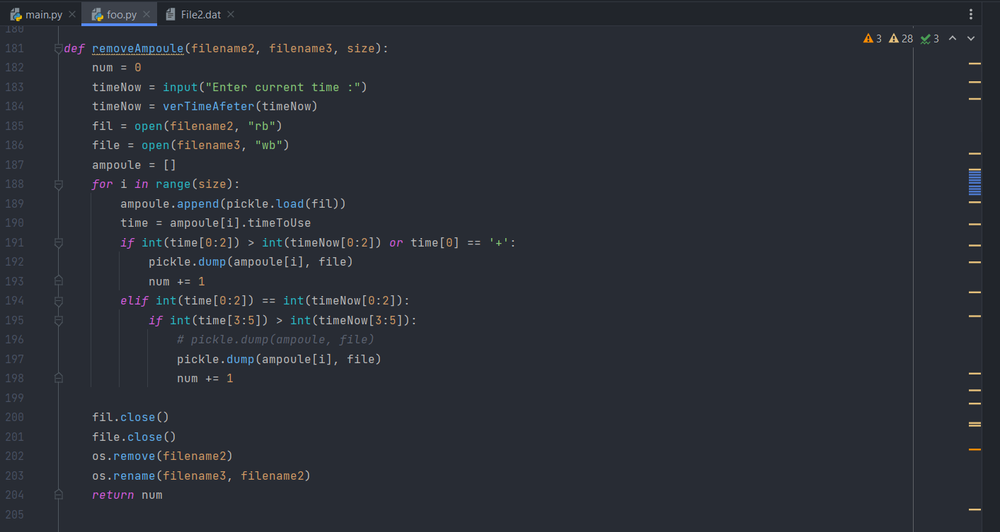 main.py foo.py File2.dat
180
3 28 3
181 def removeAmpoule(filename2, filename3, size):
182     num = 0
183     timeNow = input("Enter current time :")
184     timeNow = verTimeAfeter(timeNow)
185     fil = open(filename2, "rb")
186     file = open(filename3, "wb")
187     ampoule = []
188     for i in range(size):
189         ampoule.append(pickle.load(fil))
190         time = ampoule[i].timeToUse
191         if int(time[0:2]) > int(timeNow[0:2]) or time[0] == '+':
192             pickle.dump(ampoule[i], file)
193             num += 1
194         elif int(time[0:2]) == int(timeNow[0:2]):
195             if int(time[3:5]) > int(timeNow[3:5]):
196                 # pickle.dump(ampoule, file)
197                 pickle.dump(ampoule[i], file)
198                 num += 1
199
200     fil.close()
201     file.close()
202     os.remove(filename2)
203     os.rename(filename3, filename2)
204     return num
205